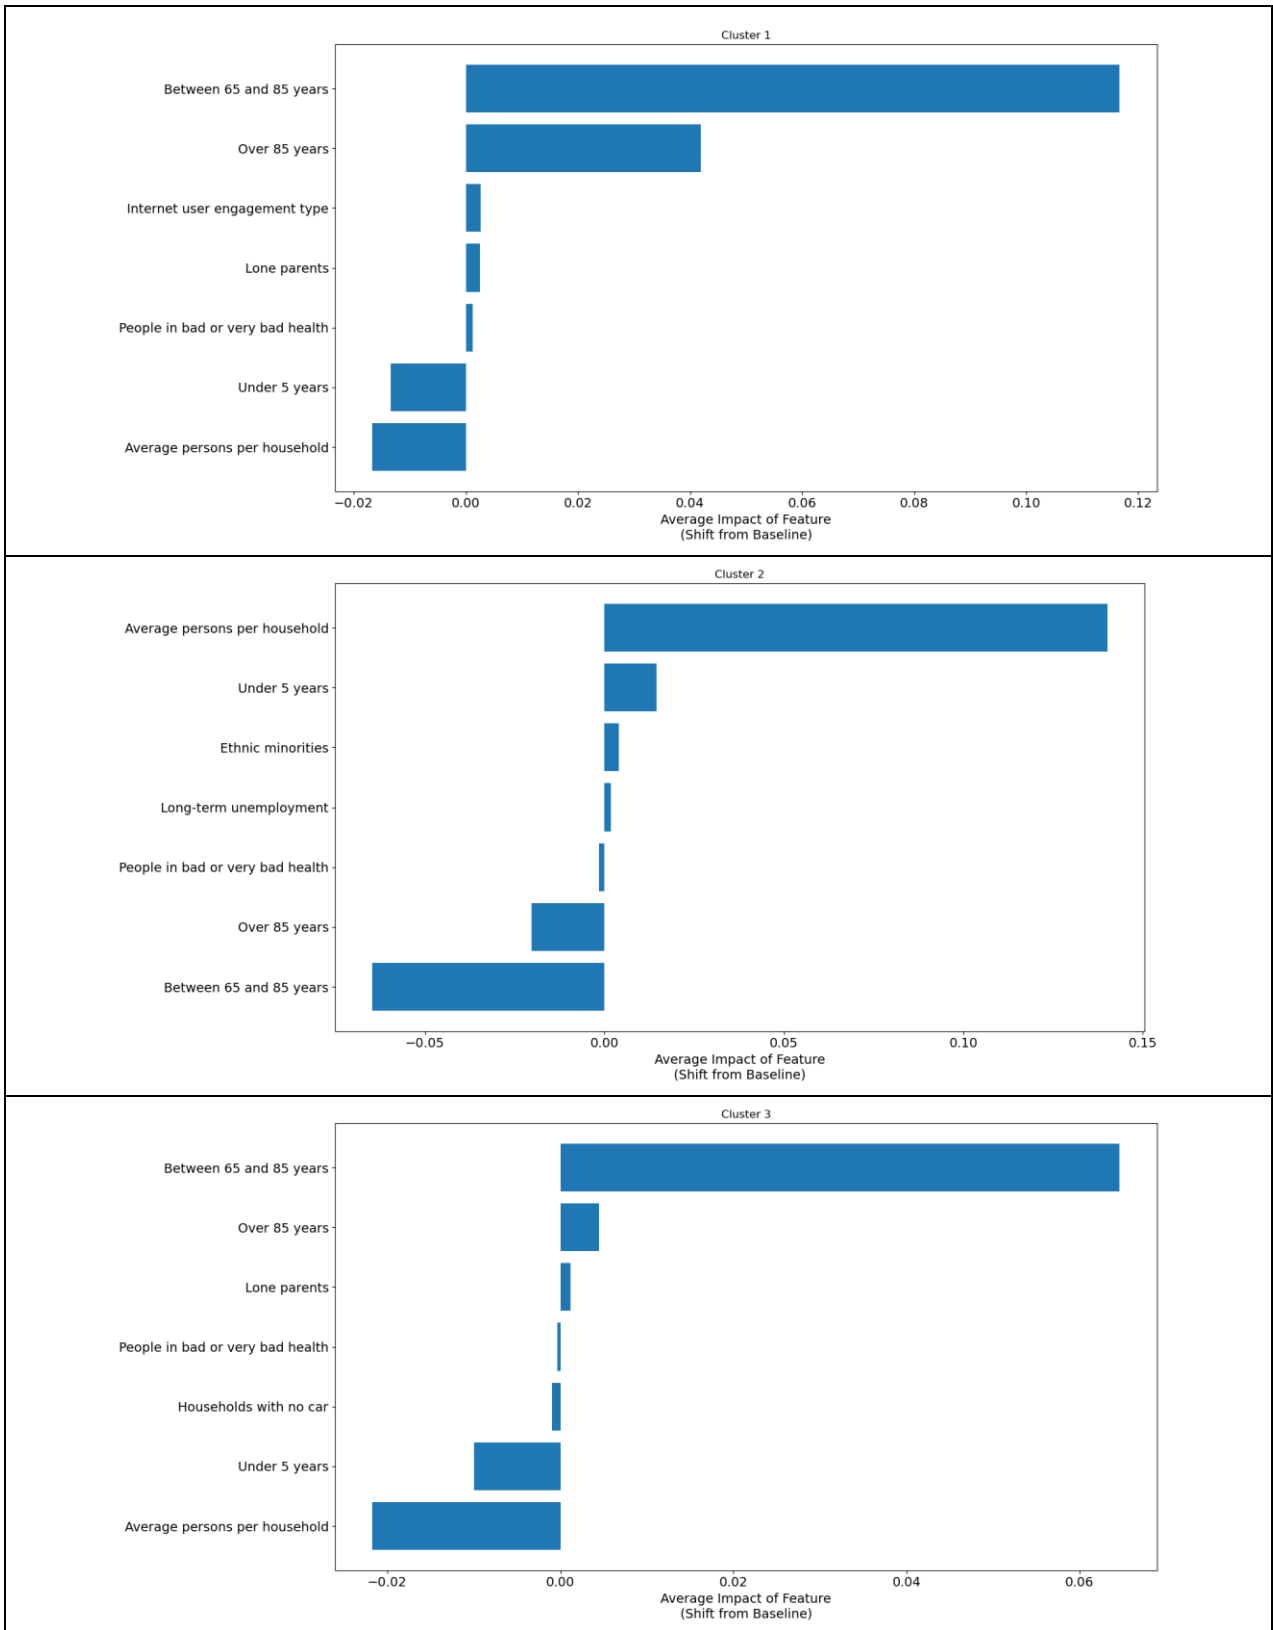 Cluster 1
Between 65 and 85 years
Over 85 years
Internet user engagement type
Lone parents
People in bad or very bad health
Under 5 years
Average persons per household
−0.02 0.00 0.02 0.04 0.06 0.08 0.10 0.12
Average Impact of Feature
(Shift from Baseline)
Cluster 2
Average persons per household
Under 5 years
Ethnic minorities
Long-term unemployment
People in bad or very bad health
Over 85 years
Between 65 and 85 years
−0.05 0.00 0.05 0.10 0.15
Average Impact of Feature
(Shift from Baseline)
Cluster 3
Between 65 and 85 years
Over 85 years
Lone parents
People in bad or very bad health
Households with no car
Under 5 years
Average persons per household
−0.02 0.00 0.02 0.04 0.06
Average Impact of Feature
(Shift from Baseline)